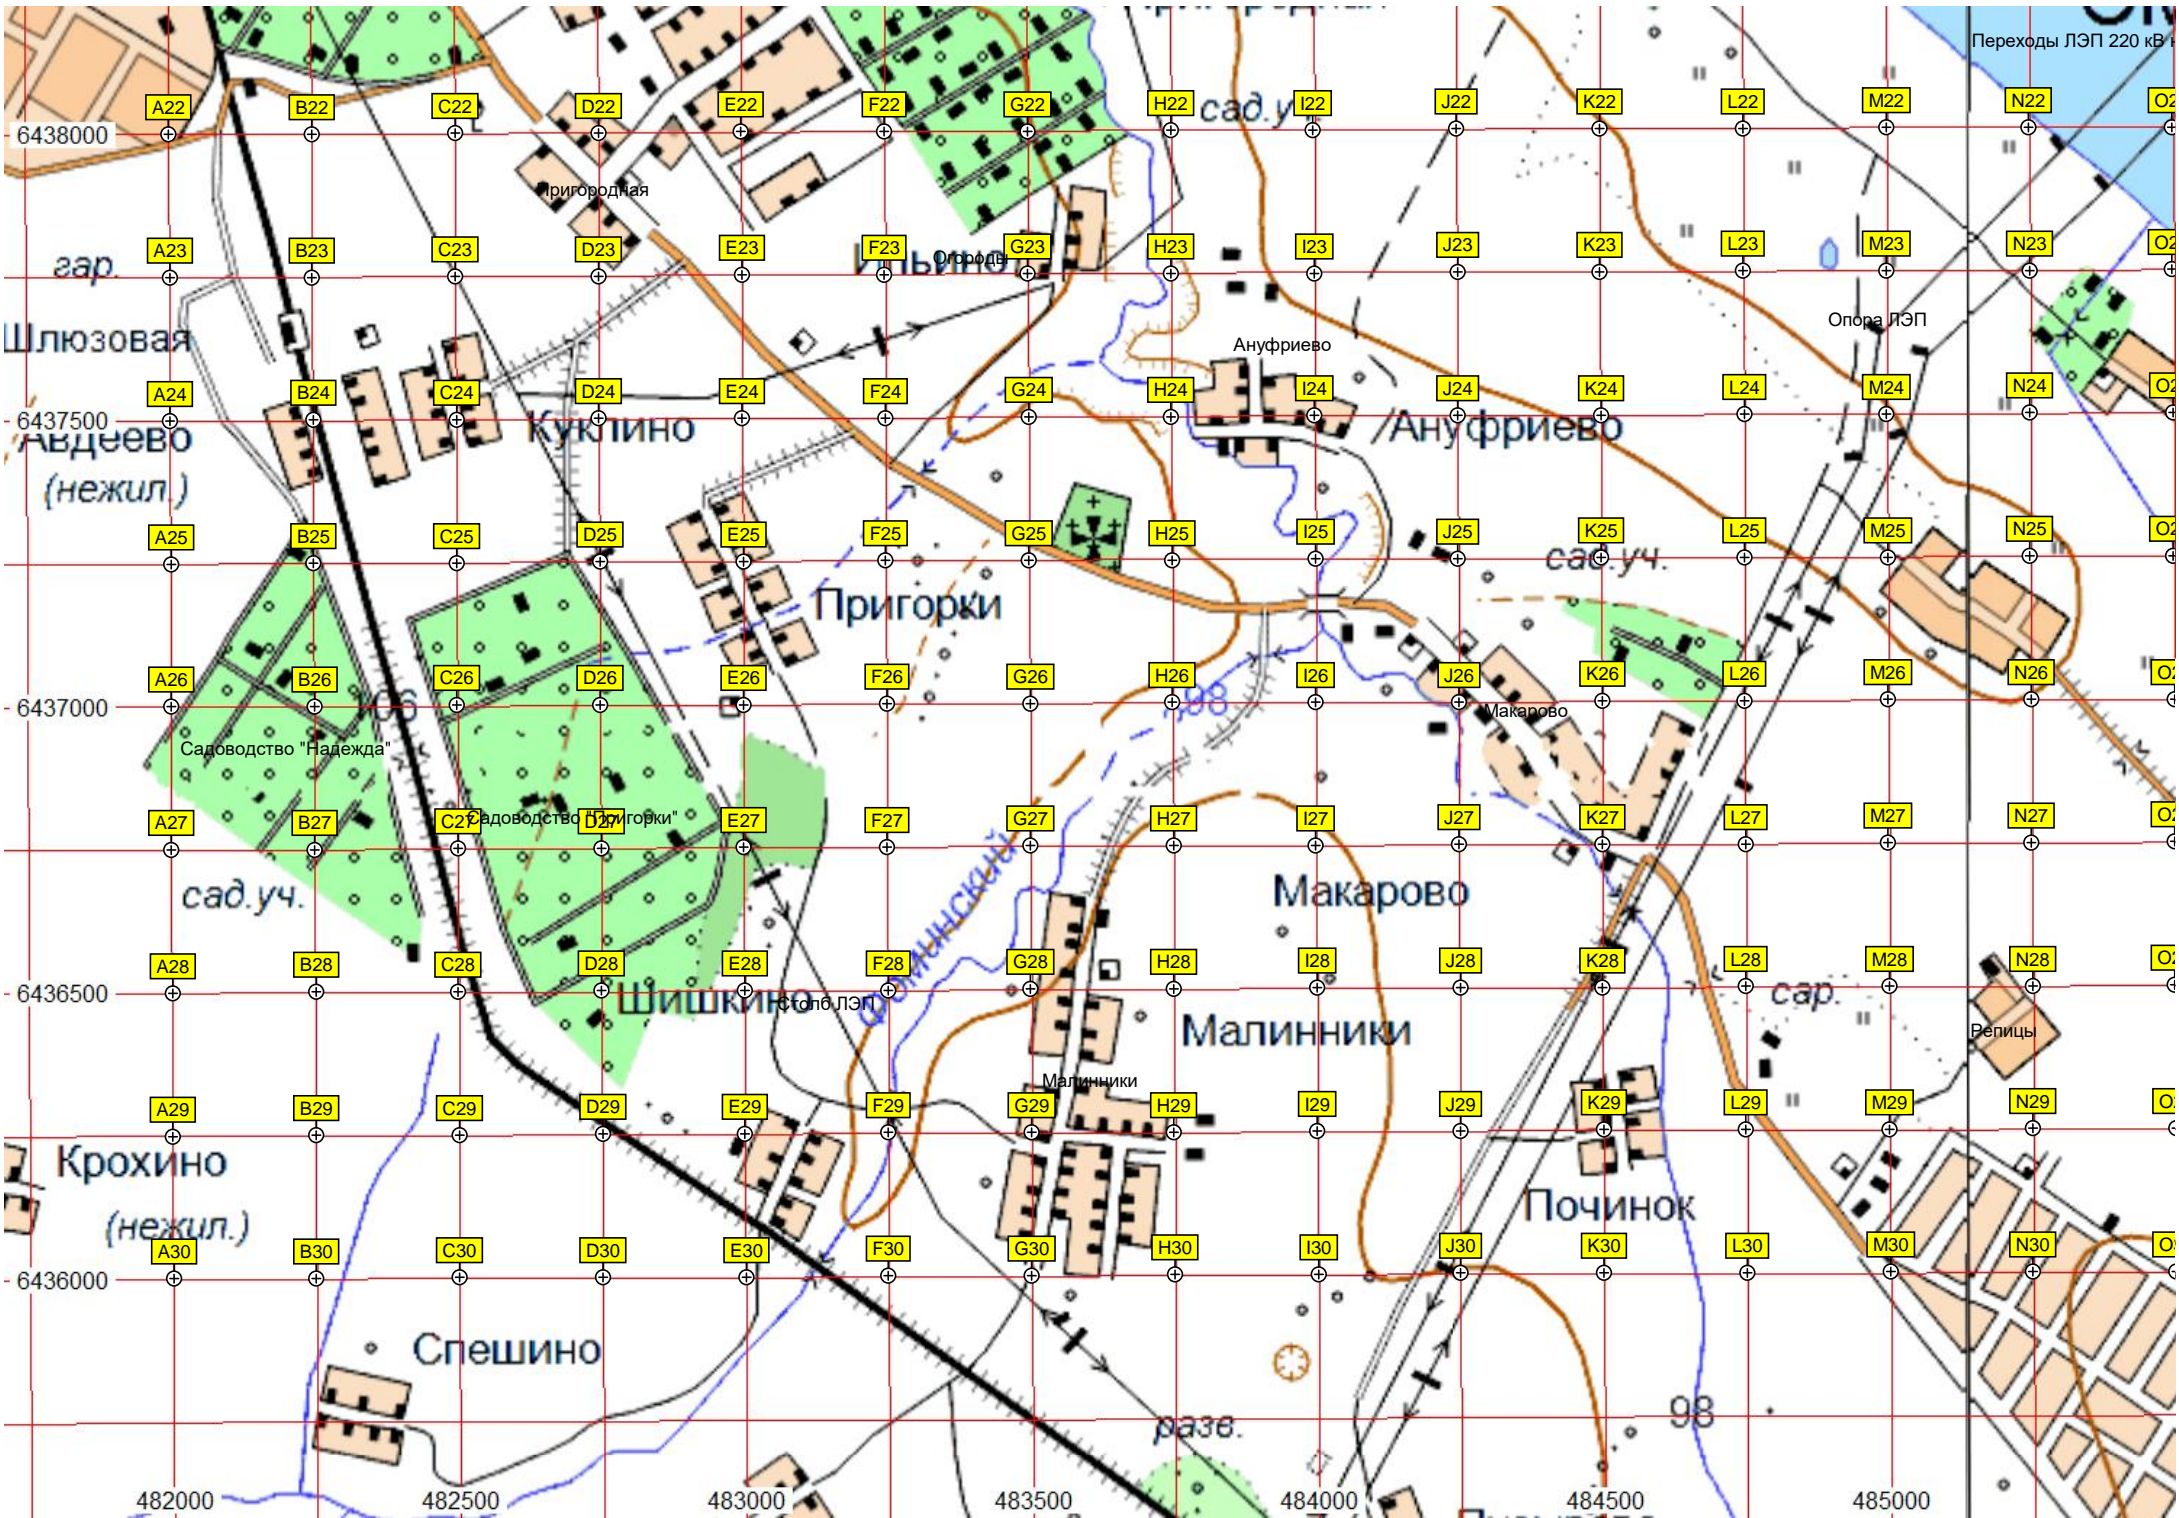 Переходы ЛЭП 220 кВ
A22 B22 C22 D22 E22 F22 G22 H22 I22 J22 K22 L22 M22 N22
сад.у
6438000
Пригородная
A23 B23 C23 D23 E23 F23 G23 H23 I23 J23 K23 L23 M23 N23
гар.
Ильино
Огороды
Опора ЛЭП
Шлюзовая
Ануфриево
A24 B24 C24 D24 E24 F24 G24 H24 I24 J24 K24 L24 M24 N24
6437500
Авдеево
Куклино
Ануфриево
(нежил.)
A25 B25 C25 D25 E25 F25 G25 H25 I25 J25 K25 L25 M25 N25
сад.уч.
Пригорки
A26 B26 C26 D26 E26 F26 G26 H26 I26 J26 K26 L26 M26 N26
6437000
98
Макарово
Садоводство "Надежда"
A27 B27 C27 D27 E27 F27 G27 H27 I27 J27 K27 L27 M27 N27
Садоводство "Пригорки"
сад.уч.
Макарово
Фоминский
A28 B28 C28 D28 E28 F28 G28 H28 I28 J28 K28 L28 M28 N28
6436500
Шишкино
Столб ЛЭП
сар.
Малинники
Репицы
Малинники
A29 B29 C29 D29 E29 F29 G29 H29 I29 J29 K29 L29 M29 N29
Крохино
(нежил.)
Починок
A30 B30 C30 D30 E30 F30 G30 H30 I30 J30 K30 L30 M30 N30
6436000
Спешино
98
разв.
482000 482500 483000 483500 484000 484500 485000